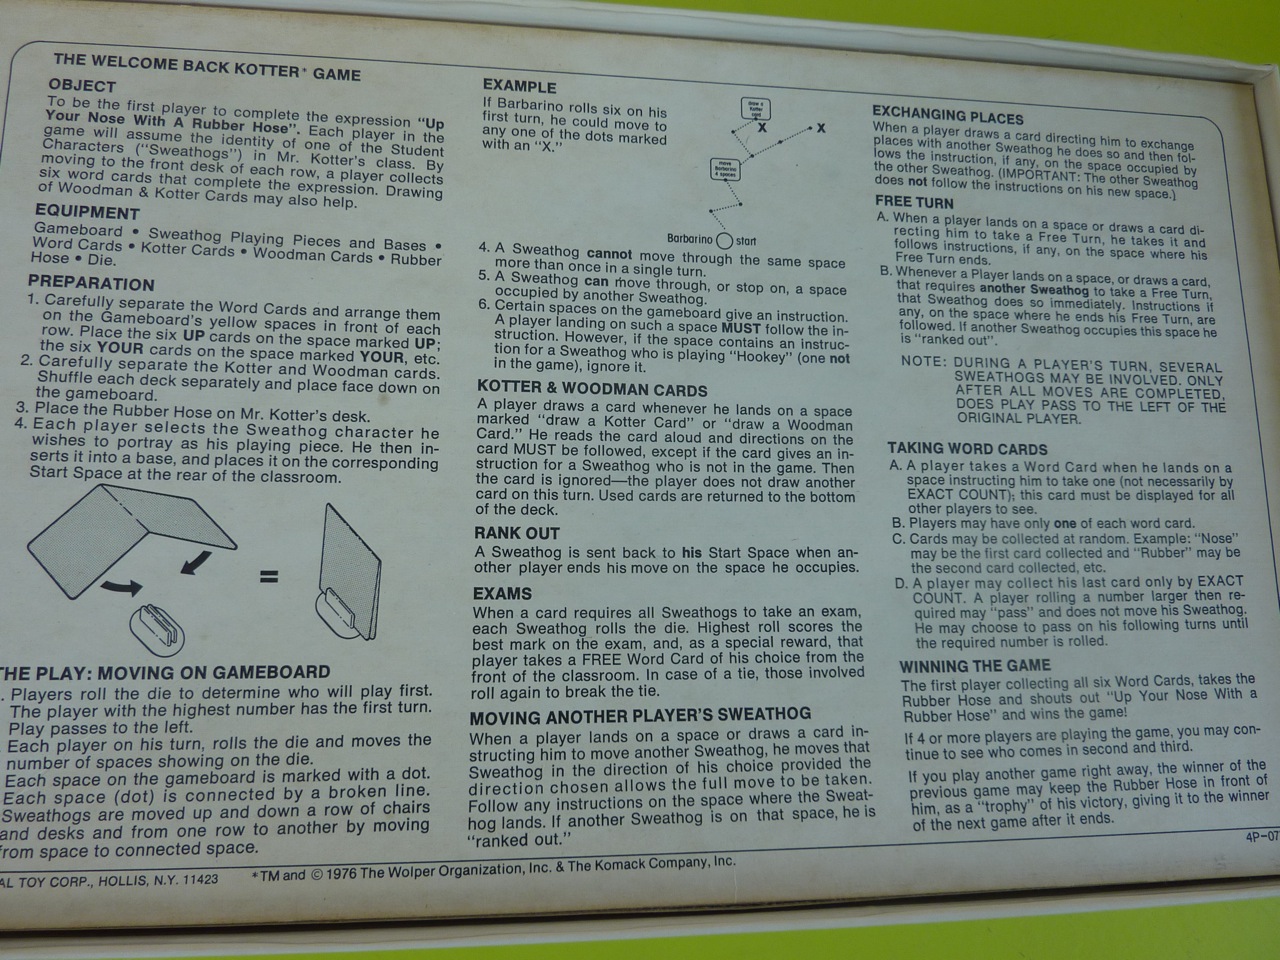 THE WELCOME BACK KOTTER* GAME
OBJECT
To be the first player to complete the expression "Up
Your Nose With A Rubber Hose". Each player in the
game will assume the identity of one of the Student
Characters ("Sweathogs") in Mr. Kotter's class. By
moving to the front desk of each row, a player collects
six word cards that complete the expression. Drawing
of Woodman & Kotter Cards may also help.
EQUIPMENT
Gameboard • Sweathog Playing Pieces and Bases •
Word Cards • Kotter Cards • Woodman Cards • Rubber
Hose • Die.
PREPARATION
1. Carefully separate the Word Cards and arrange them
on the Gameboard's yellow spaces in front of each
row. Place the six UP cards on the space marked UP;
the six YOUR cards on the space marked YOUR, etc.
2. Carefully separate the Kotter and Woodman cards.
Shuffle each deck separately and place face down on
the gameboard.
3. Place the Rubber Hose on Mr. Kotter's desk.
4. Each player selects the Sweathog character he
wishes to portray as his playing piece. He then in-
serts it into a base, and places it on the corresponding
Start Space at the rear of the classroom.
=
THE PLAY: MOVING ON GAMEBOARD
. Players roll the die to determine who will play first.
The player with the highest number has the first turn.
Play passes to the left.
Each player on his turn, rolls the die and moves the
number of spaces showing on the die.
Each space on the gameboard is marked with a dot.
Each space (dot) is connected by a broken line.
Sweathogs are moved up and down a row of chairs
and desks and from one row to another by moving
from space to connected space.
EXAMPLE
If Barbarino rolls six on his
first turn, he could move to
any one of the dots marked
with an "X."
draw a
Kotter
card
X
X
move
Barbarino
4 spaces
Barbarino start
4. A Sweathog cannot move through the same space
more than once in a single turn.
5. A Sweathog can move through, or stop on, a space
occupied by another Sweathog.
6. Certain spaces on the gameboard give an instruction.
A player landing on such a space MUST follow the in-
struction. However, if the space contains an instruc-
tion for a Sweathog who is playing "Hookey" (one not
in the game), ignore it.
KOTTER & WOODMAN CARDS
A player draws a card whenever he lands on a space
marked "draw a Kotter Card" or "draw a Woodman
Card." He reads the card aloud and directions on the
card MUST be followed, except if the card gives an in-
struction for a Sweathog who is not in the game. Then
the card is ignored—the player does not draw another
card on this turn. Used cards are returned to the bottom
of the deck.
RANK OUT
A Sweathog is sent back to his Start Space when an-
other player ends his move on the space he occupies.
EXAMS
When a card requires all Sweathogs to take an exam,
each Sweathog rolls the die. Highest roll scores the
best mark on the exam, and, as a special reward, that
player takes a FREE Word Card of his choice from the
front of the classroom. In case of a tie, those involved
roll again to break the tie.
MOVING ANOTHER PLAYER'S SWEATHOG
When a player lands on a space or draws a card in-
structing him to move another Sweathog, he moves that
Sweathog in the direction of his choice provided the
direction chosen allows the full move to be taken.
Follow any instructions on the space where the Sweat-
hog lands. If another Sweathog is on that space, he is
"ranked out."
EXCHANGING PLACES
When a player draws a card directing him to exchange
places with another Sweathog he does so and then fol-
lows the instruction, if any, on the space occupied by
the other Sweathog. (IMPORTANT: The other Sweathog
does not follow the instructions on his new space.)
FREE TURN
A. When a player lands on a space or draws a card di-
recting him to take a Free Turn, he takes it and
follows instructions, if any, on the space where his
Free Turn ends.
B. Whenever a Player lands on a space, or draws a card,
that requires another Sweathog to take a Free Turn,
that Sweathog does so immediately. Instructions if
any, on the space where he ends his Free Turn, are
followed. If another Sweathog occupies this space he
is "ranked out".
NOTE: DURING A PLAYER'S TURN, SEVERAL
SWEATHOGS MAY BE INVOLVED. ONLY
AFTER ALL MOVES ARE COMPLETED,
DOES PLAY PASS TO THE LEFT OF THE
ORIGINAL PLAYER.
TAKING WORD CARDS
A. A player takes a Word Card when he lands on a
space instructing him to take one (not necessarily by
EXACT COUNT); this card must be displayed for all
other players to see.
B. Players may have only one of each word card.
C. Cards may be collected at random. Example: "Nose"
may be the first card collected and "Rubber" may be
the second card collected, etc.
D. A player may collect his last card only by EXACT
COUNT. A player rolling a number larger then re-
quired may "pass" and does not move his Sweathog.
He may choose to pass on his following turns until
the required number is rolled.
WINNING THE GAME
The first player collecting all six Word Cards, takes the
Rubber Hose and shouts out "Up Your Nose With a
Rubber Hose" and wins the game!
If 4 or more players are playing the game, you may con-
tinue to see who comes in second and third.
If you play another game right away, the winner of the
previous game may keep the Rubber Hose in front of
him, as a "trophy" of his victory, giving it to the winner
of the next game after it ends.
AL TOY CORP., HOLLIS, N.Y. 11423
*TM and © 1976 The Wolper Organization, Inc. & The Komack Company, Inc.
4P-07